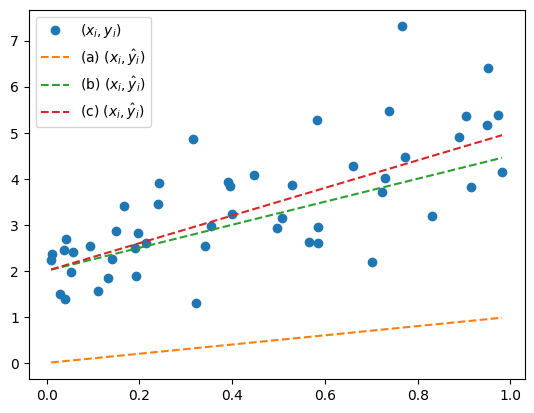 (x_i, y_i)
(a) (x_i, ŷ_i)
(b) (x_i, ŷ_i)
(c) (x_i, ŷ_i)
7
6
5
4
3
2
1
0
0.0 0.2 0.4 0.6 0.8 1.0